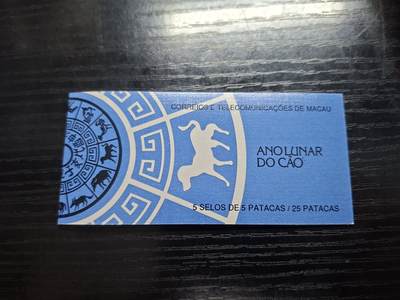 CORREIOS E TELECOMUNICAÇÕES DE MACAU
ANO LUNAR
DO CÃO
5 SELOS DE 5 PATACAS / 25 PATACAS